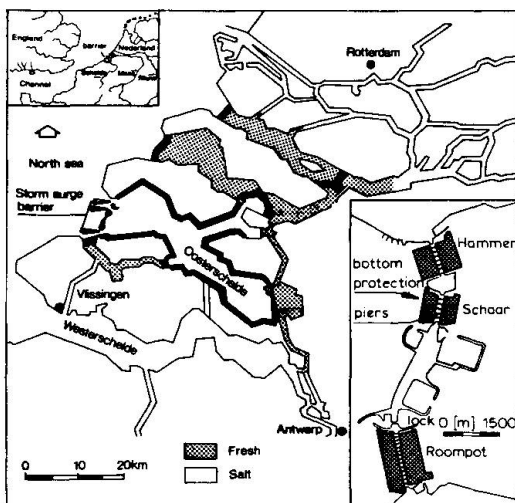 England
barrier
Nederland
Schelde
Channel
North sea
Storm surge
barrier
Rotterdam
Oosterschelde
Vlissingen
Westerschelde
Antwerp
Fresh
Salt
0 10 20km
Hammen
bottom
protection
piers
Schaar
lock
0 [m] 1500
Roompot